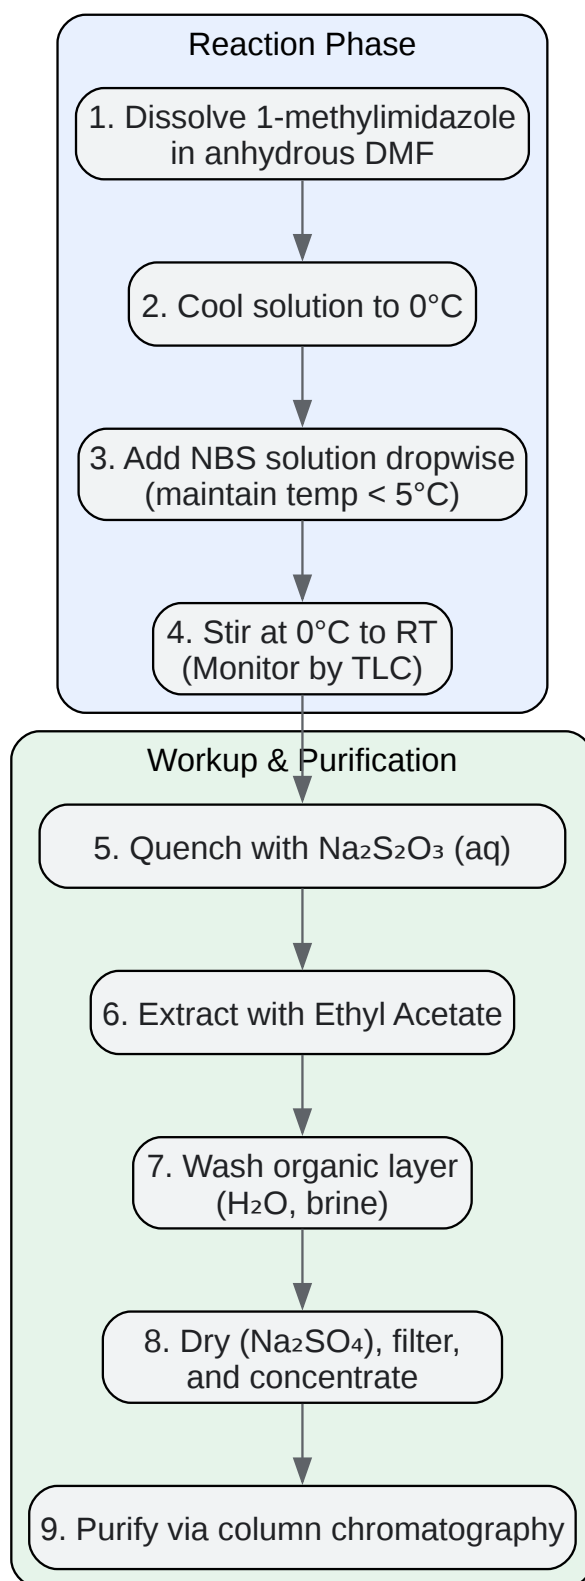 Reaction Phase
1. Dissolve 1-methylimidazole
in anhydrous DMF
2. Cool solution to 0°C
3. Add NBS solution dropwise
(maintain temp < 5°C)
4. Stir at 0°C to RT
(Monitor by TLC)
Workup & Purification
5. Quench with Na₂S₂O₃ (aq)
6. Extract with Ethyl Acetate
7. Wash organic layer
(H₂O, brine)
8. Dry (Na₂SO₄), filter,
and concentrate
9. Purify via column chromatography